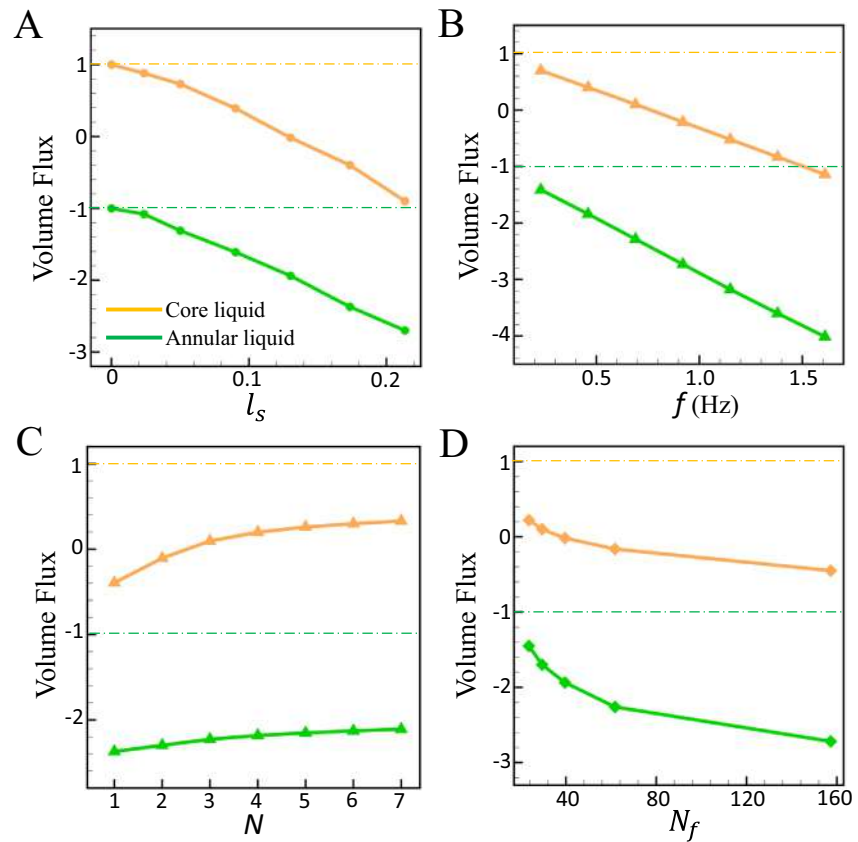 A
Volume Flux
1
0
-1
-2
-3
Core liquid
Annular liquid
0 0.1 0.2
l_s
B
Volume Flux
1
0
-1
-2
-3
-4
0.5 1.0 1.5
f (Hz)
C
Volume Flux
1
0
-1
-2
1 2 3 4 5 6 7
N
D
Volume Flux
1
0
-1
-2
-3
40 80 120 160
N_f